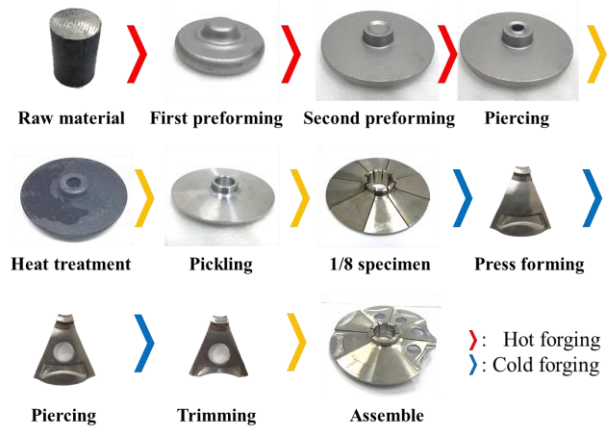 Raw material
First preforming
Second preforming
Piercing
Heat treatment
Pickling
1/8 specimen
Press forming
Piercing
Trimming
Assemble
: Hot forging
: Cold forging